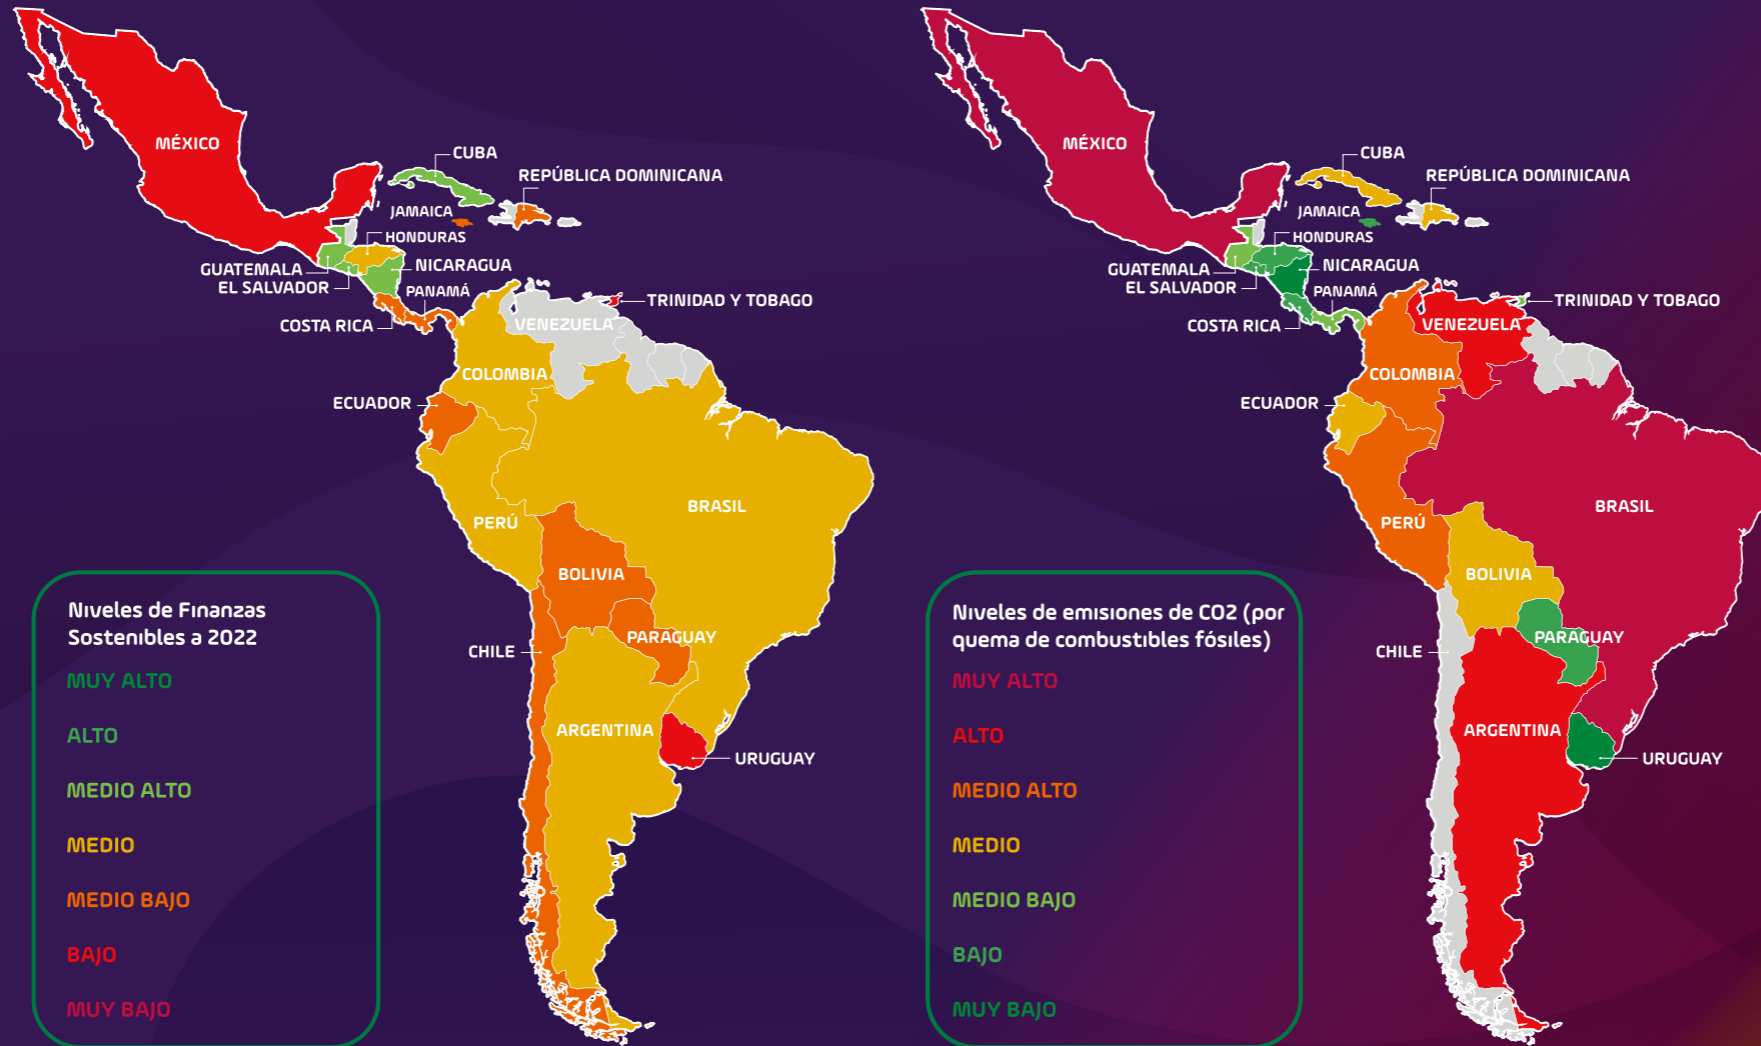 MÉXICO
CUBA
REPÚBLICA DOMINICANA
JAMAICA
HONDURAS
GUATEMALA
NICARAGUA
EL SALVADOR
PANAMÁ
TRINIDAD Y TOBAGO
COSTA RICA
VENEZUELA
COLOMBIA
ECUADOR
BRASIL
PERÚ
BOLIVIA
PARAGUAY
CHILE
ARGENTINA
URUGUAY
Niveles de Finanzas
Sostenibles a 2022
MUY ALTO
ALTO
MEDIO ALTO
MEDIO
MEDIO BAJO
BAJO
MUY BAJO
MÉXICO
CUBA
REPÚBLICA DOMINICANA
JAMAICA
HONDURAS
GUATEMALA
NICARAGUA
EL SALVADOR
PANAMÁ
TRINIDAD Y TOBAGO
COSTA RICA
VENEZUELA
COLOMBIA
ECUADOR
BRASIL
PERÚ
BOLIVIA
PARAGUAY
CHILE
ARGENTINA
URUGUAY
Niveles de emisiones de CO2 (por
quema de combustibles fósiles)
MUY ALTO
ALTO
MEDIO ALTO
MEDIO
MEDIO BAJO
BAJO
MUY BAJO